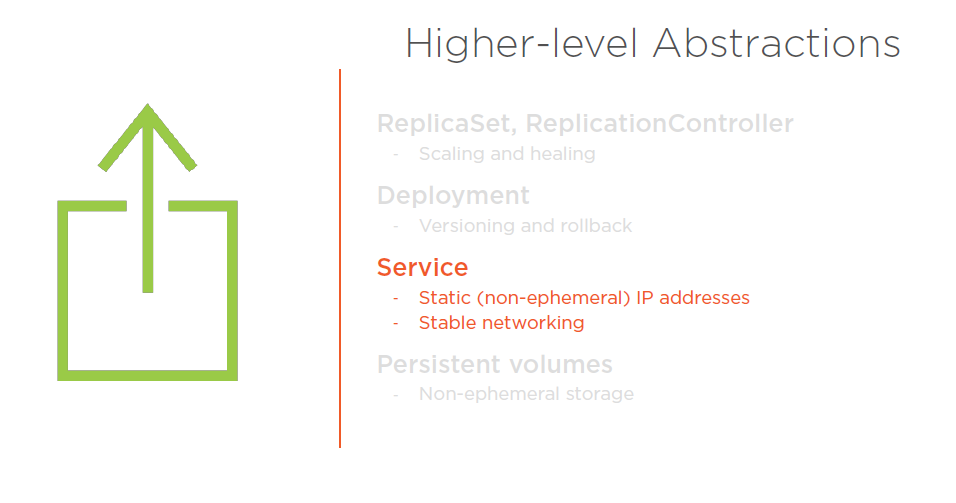 Higher-level Abstractions
ReplicaSet, ReplicationController
- Scaling and healing
Deployment
- Versioning and rollback
Service
- Static (non-ephemeral) IP addresses
- Stable networking
Persistent volumes
- Non-ephemeral storage